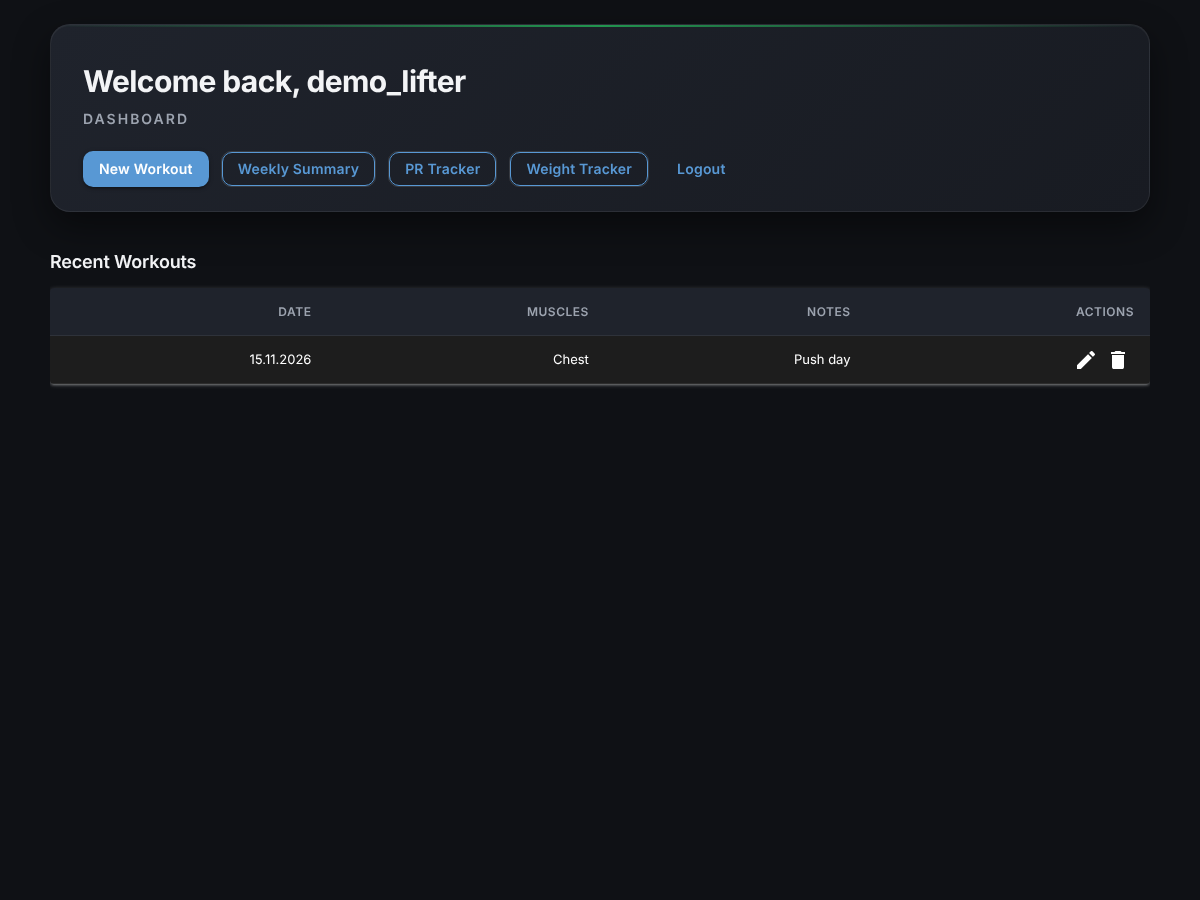 Welcome back, demo_lifter
DASHBOARD
New Workout Weekly Summary PR Tracker Weight Tracker Logout
Recent Workouts
DATE MUSCLES NOTES ACTIONS
15.11.2026 Chest Push day